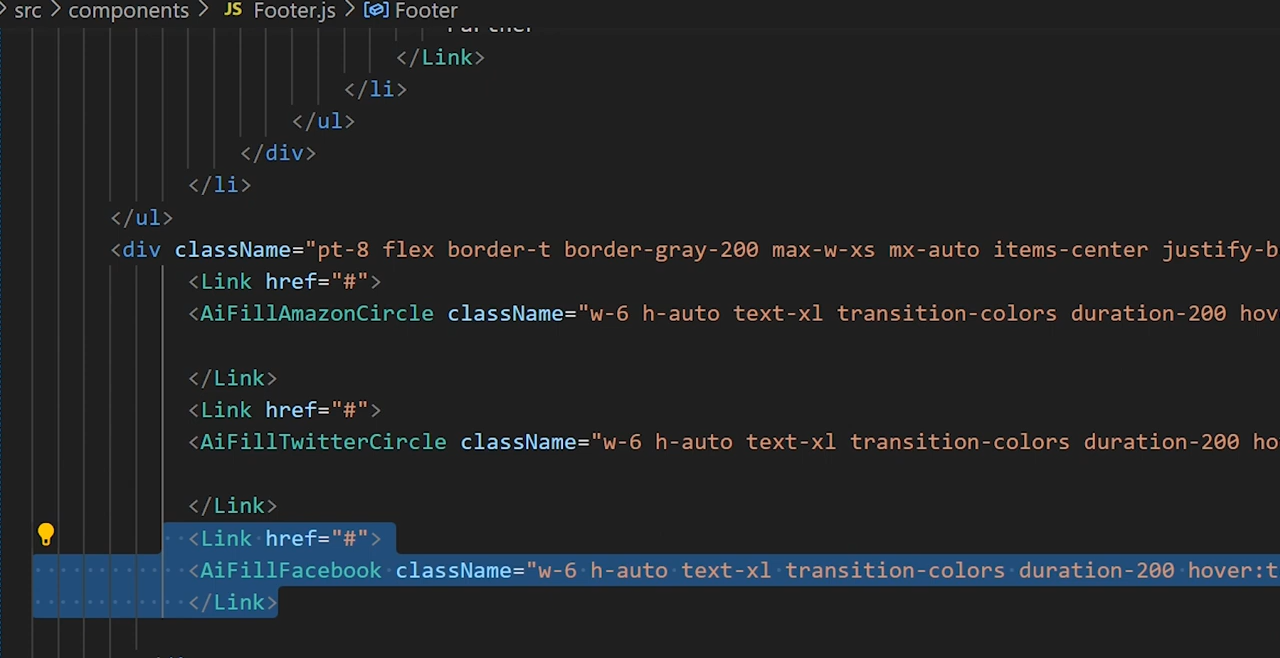 src > components > JS Footer.js > Footer
Partner
</Link>
</li>
</ul>
</div>
</li>
</ul>
<div className="pt-8 flex border-t border-gray-200 max-w-xs mx-auto items-center justify-b
<Link href="#">
<AiFillAmazonCircle className="w-6 h-auto text-xl transition-colors duration-200 hov
</Link>
<Link href="#">
<AiFillTwitterCircle className="w-6 h-auto text-xl transition-colors duration-200 ho
</Link>
<Link href="#">
<AiFillFacebook className="w-6 h-auto text-xl transition-colors duration-200 hover:t
</Link>